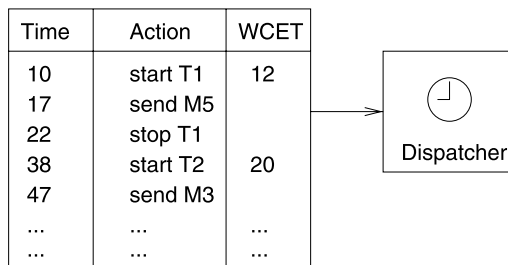 Time Action WCET
10 start T1 12
17 send M5
22 stop T1
38 start T2 20
47 send M3
... ... ...
... ... ...
Dispatcher